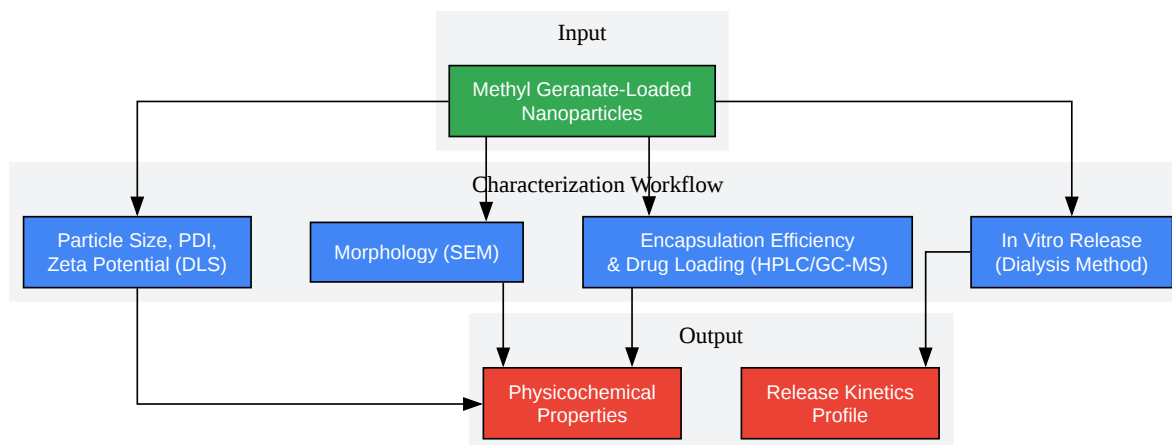 Input
Methyl Geranate-Loaded
Nanoparticles
Characterization Workflow
Particle Size, PDI,
Zeta Potential (DLS)
Morphology (SEM)
Encapsulation Efficiency
& Drug Loading (HPLC/GC-MS)
In Vitro Release
(Dialysis Method)
Output
Physicochemical
Properties
Release Kinetics
Profile